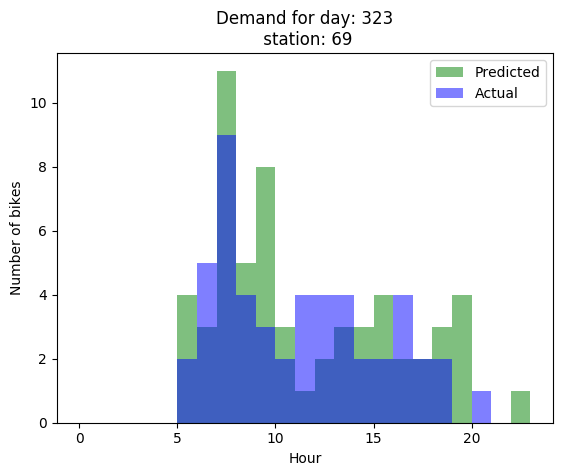 Demand for day: 323
station: 69
Predicted
Actual
Number of bikes
10
8
6
4
2
0
0 5 10 15 20
Hour